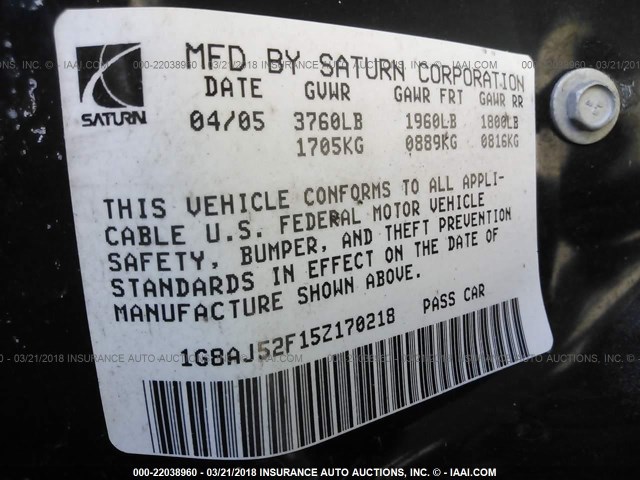 MFD BY SATURN CORPORATION
DATE GVWR GAWR FRT GAWR RR
SATURN 04/05 3760LB 1960LB 1800LB
1705KG 0889KG 0816KG
THIS VEHICLE CONFORMS TO ALL APPLI-
CABLE U.S. FEDERAL MOTOR VEHICLE
SAFETY, BUMPER, AND THEFT PREVENTION
STANDARDS IN EFFECT ON THE DATE OF
MANUFACTURE SHOWN ABOVE.
1G8AJ52F15Z170218 PASS CAR
000-22038960 - 03/21/2018 INSURANCE AUTO AUCTIONS, INC. - © IAAI.COM